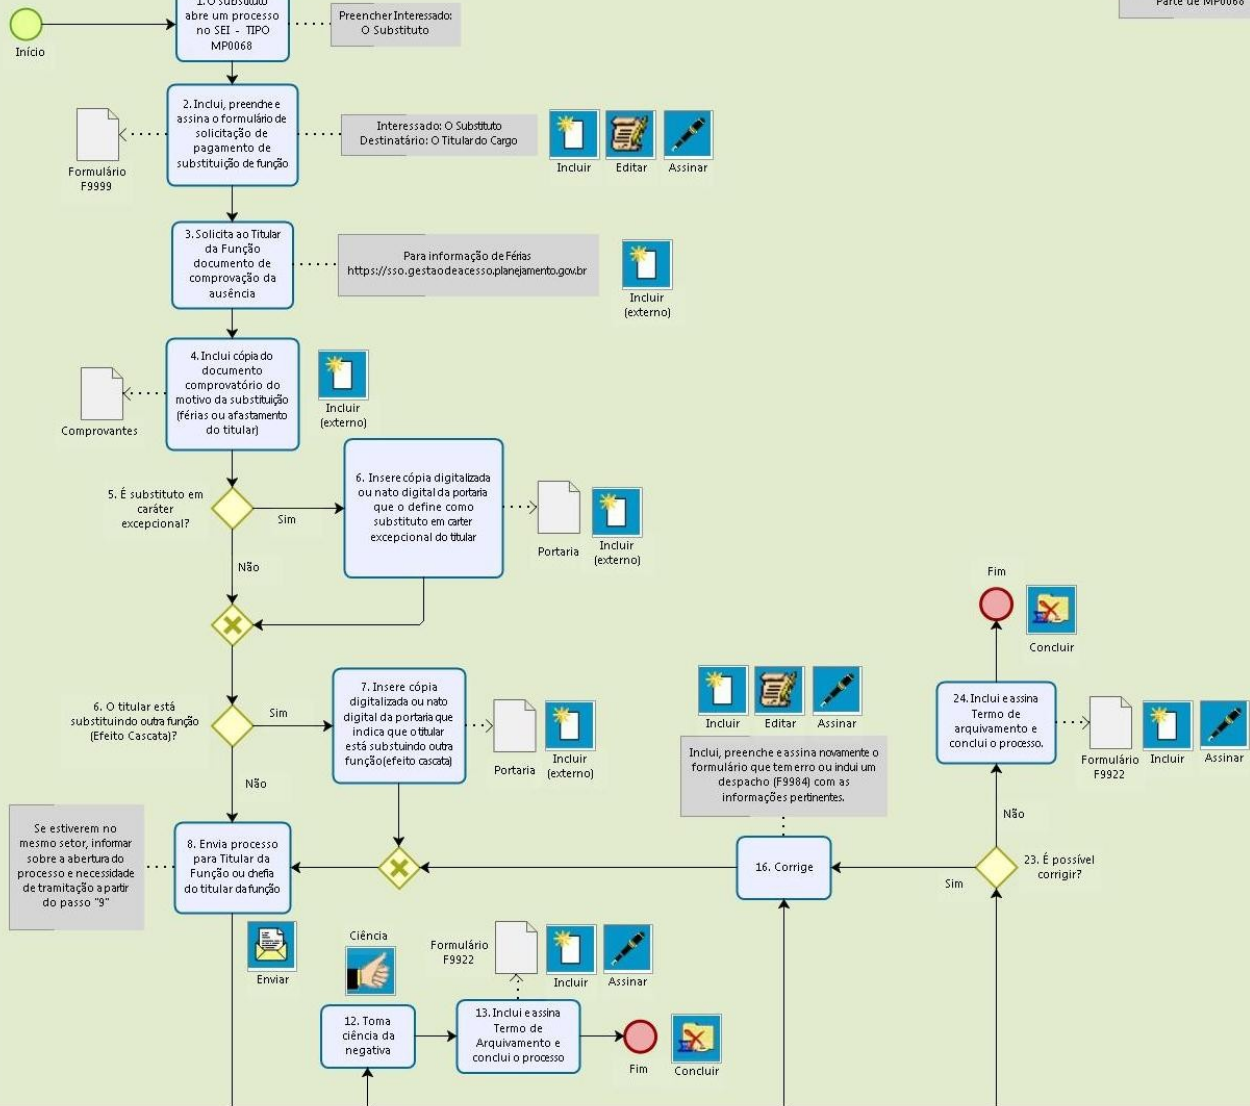 1. O substituto
abre um processo
no SEI - TIPO
MP0068
Preencher Interessado:
O Substituto
Parte de MP0068
Início
2. Inclui, preenche e
assina o formulário de
solicitação de
pagamento de
substituição de função
Formulário
F9999
Interessado: O Substituto
Destinatário: O Titular do Cargo
Incluir
Editar
Assinar
3. Solicita ao Titular
da Função
documento de
comprovação da
ausência
Para informação de Férias
https://sso.gestaodeacesso.planejamento.gov.br
Incluir
(externo)
4. Inclui cópia do
documento
comprovatório do
motivo da substituição
(férias ou afastamento
do titular)
Comprovantes
Incluir
(externo)
5. É substituto em
caráter
excepcional?
Sim
Não
6. Insere cópia digitalizada
ou nato digital da portaria
que o define como
substituto em carter
excepcional do titular
Portaria
Incluir
(externo)
6. O titular está
substituindo outra função
(Efeito Cascata)?
Sim
Não
7. Insere cópia
digitalizada ou nato
digital da portaria que
indica que o titular
está substuindo outra
função(efeito cascata)
Portaria
Incluir
(externo)
Fim
Concluir
24. Inclui e assina
Termo de
arquivamento e
conclui o processo.
Formulário
F9922
Incluir
Assinar
Incluir
Editar
Assinar
Inclui, preenche e assina novamente o
formulário que tem erro ou indui um
despacho (F9984) com as
informações pertinentes.
Não
Se estiverem no
mesmo setor, informar
sobre a abertura do
processo e necessidade
de tramitação a partir
do passo "9"
8. Envia processo
para Titular da
Função ou chefia
do titular da função
16. Corrige
Sim
23. É possível
corrigir?
Enviar
Ciência
Formulário
F9922
Incluir
Assinar
12. Toma
ciência da
negativa
13. Inclui e assina
Termo de
Arquivamento e
conclui o processo
Fim
Concluir